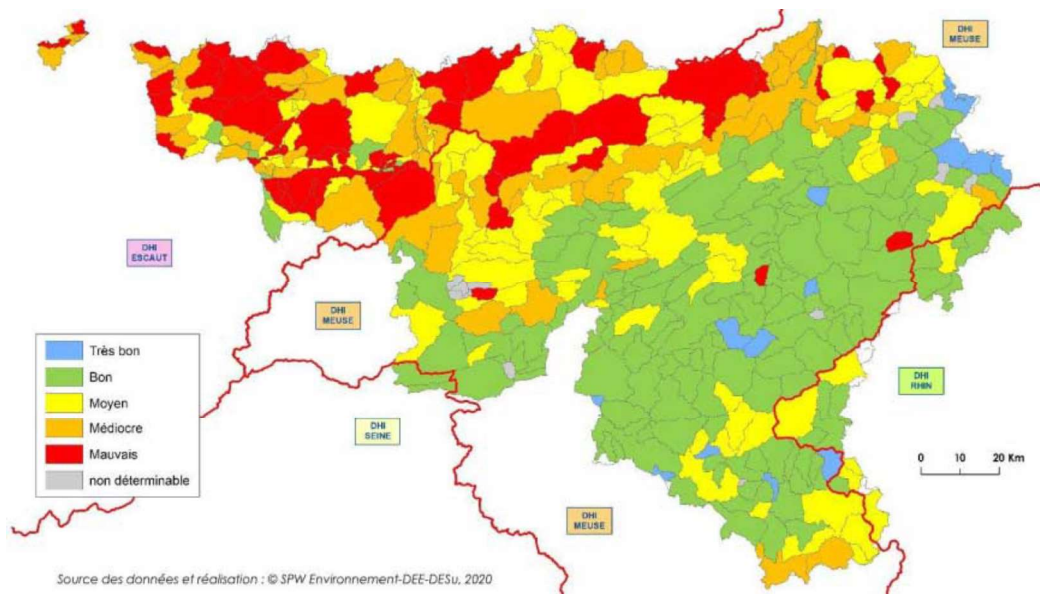 DHI
MEUSE
DHI
ESCAUT
DHI
MEUSE
Très bon
Bon
Moyen
Médiocre
Mauvais
non déterminable
DHI
SEINE
DHI
RHIN
0 10 20 Km
DHI
MEUSE
Source des données et réalisation : © SPW Environnement-DEE-DESu, 2020